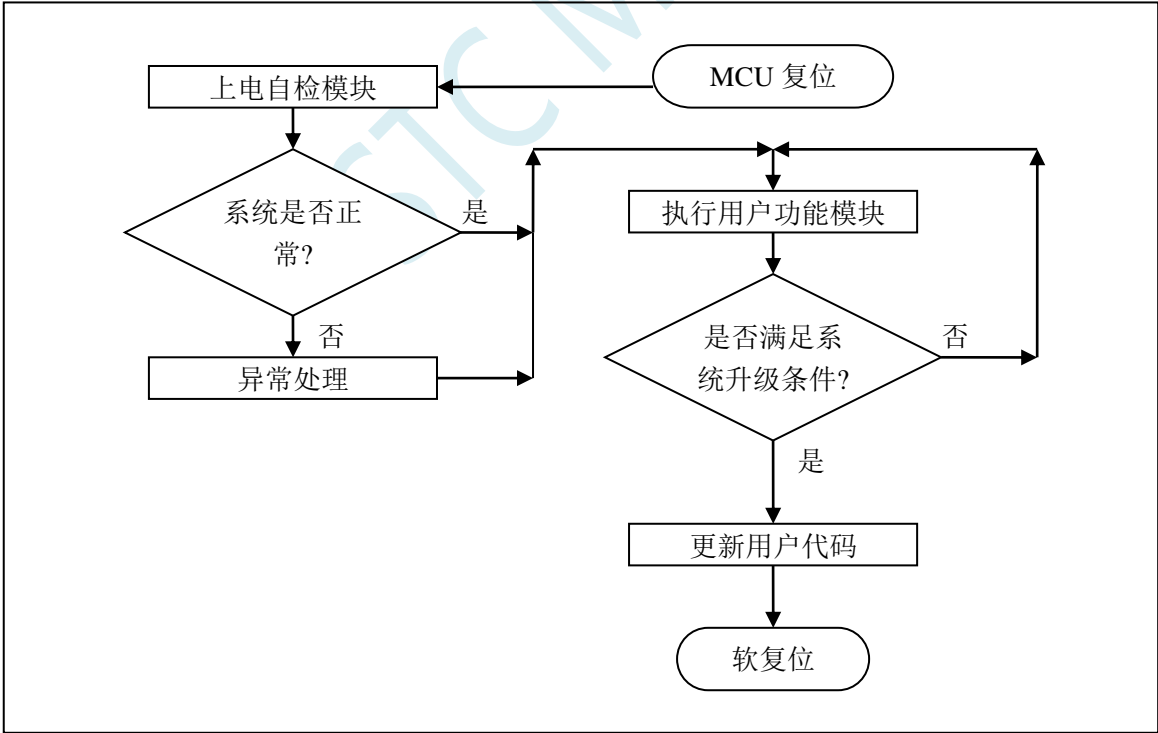 MCU 复位
上电自检模块
系统是否正
常?
是
否
异常处理
执行用户功能模块
是否满足系
统升级条件?
否
是
更新用户代码
软复位
STC M